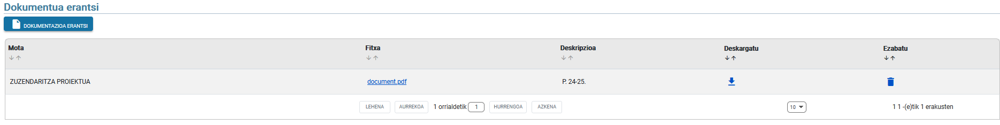 Dokumentua erantsi
DOKUMENTAZIOA ERANTSI
Mota Fitxa Deskripzioa Deskargatu Ezabatu
ZUZENDARITZA PROIEKTUA document.pdf P. 24-25.
LEHENA AURREKOA 1 orrialdetik 1 HURRENGOA AZKENA 10 1 1 -(e)tik 1 erakusten